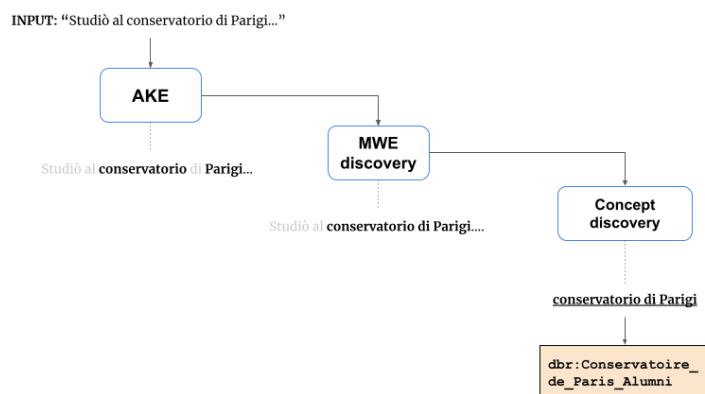 INPUT: “Studiò al conservatorio di Parigi...”
AKE
Studiò al conservatorio di Parigi...
MWE
discovery
Studiò al conservatorio di Parigi....
Concept
discovery
conservatorio di Parigi
dbr:Conservatoire_
de_Paris_Alumni